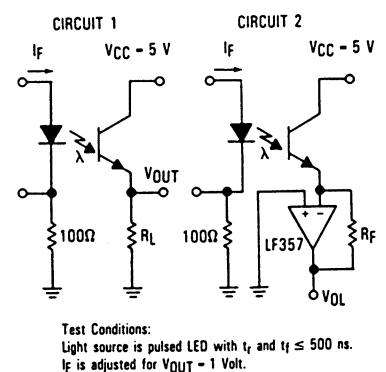 CIRCUIT 1
CIRCUIT 2
IF
VCC = 5 V
IF
VCC = 5 V
λ
λ
VOUT
100Ω
RL
100Ω
+ −
LF357
RF
VOL
Test Conditions:
Light source is pulsed LED with tr and tf ≤ 500 ns.
IF is adjusted for VOUT = 1 Volt.